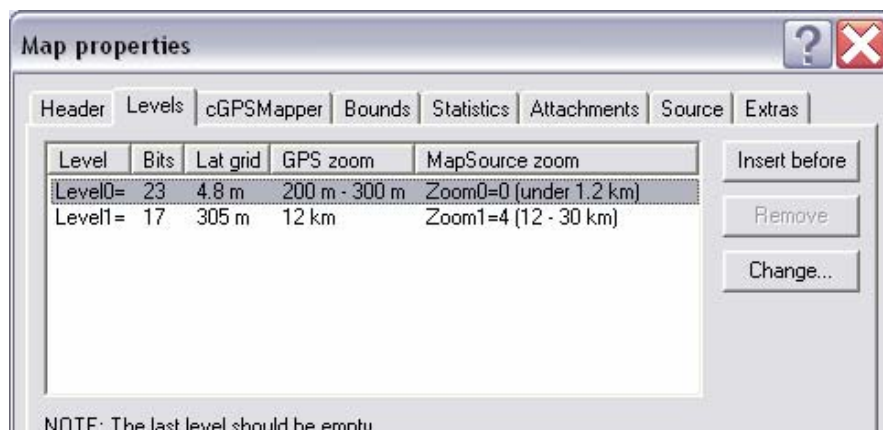 Map properties
Header Levels cGPSMapper Bounds Statistics Attachments Source Extras
Level Bits Lat grid GPS zoom MapSource zoom
Level0= 23 4.8 m 200 m - 300 m Zoom0=0 (under 1.2 km)
Level1= 17 305 m 12 km Zoom1=4 (12 - 30 km)
Insert before
Remove
Change...
NOTE: The last level should be empty